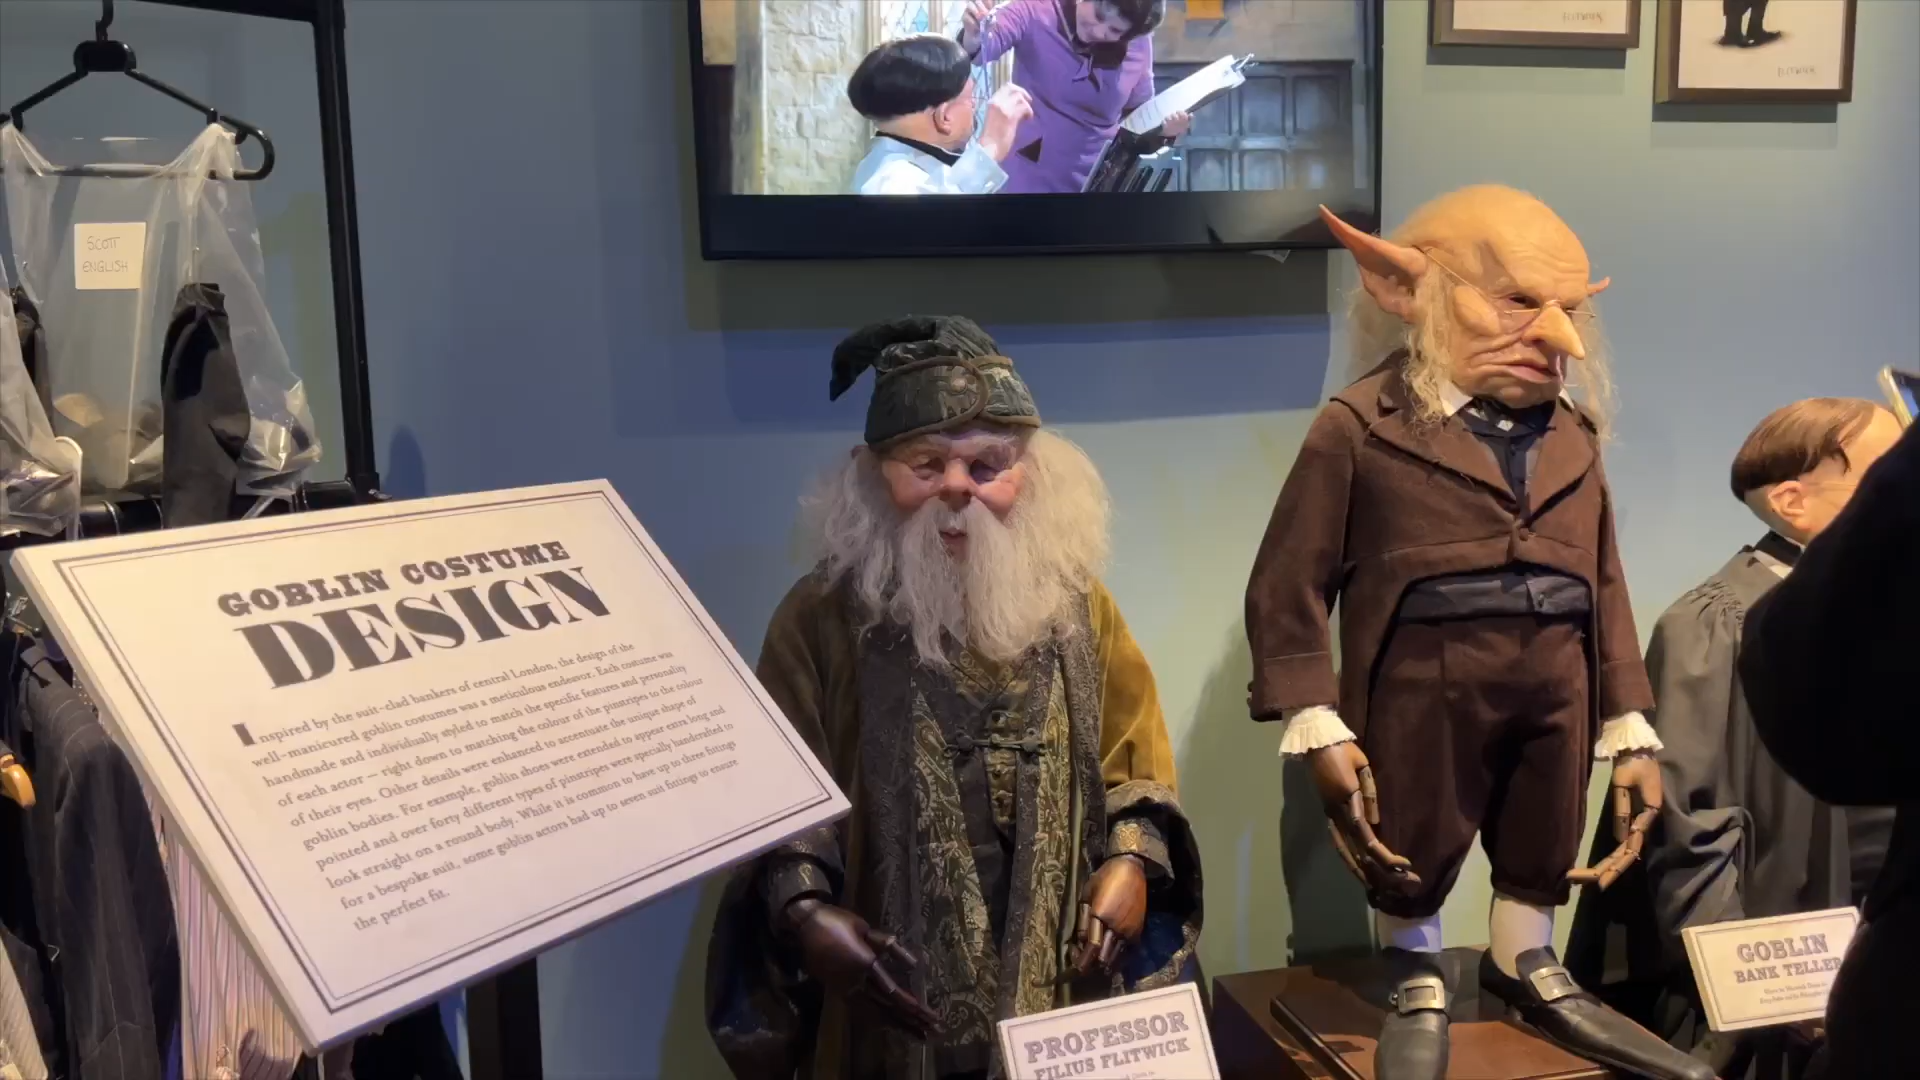 SCOTT
ENGLISH
FLITWICK
FLITWICK
GOBLIN COSTUME
DESIGN
Inspired by the suit-clad bankers of central London, the design of the
well-manicured goblin costumes was a meticulous endeavor. Each costume was
handmade and individually styled to match the specific features and personality
of each actor – right down to matching the colour of the pinstripes to the colour
of their eyes. Other details were enhanced to accentuate the unique shape of
goblin bodies. For example, goblin shoes were extended to appear extra long and
pointed and over forty different types of pinstripes were specially handcrafted to
look straight on a round body. While it is common to have up to three fittings
for a bespoke suit, some goblin actors had up to seven suit fittings to ensure
the perfect fit.
PROFESSOR
FILIUS FLITWICK
GOBLIN
BANK TELLER